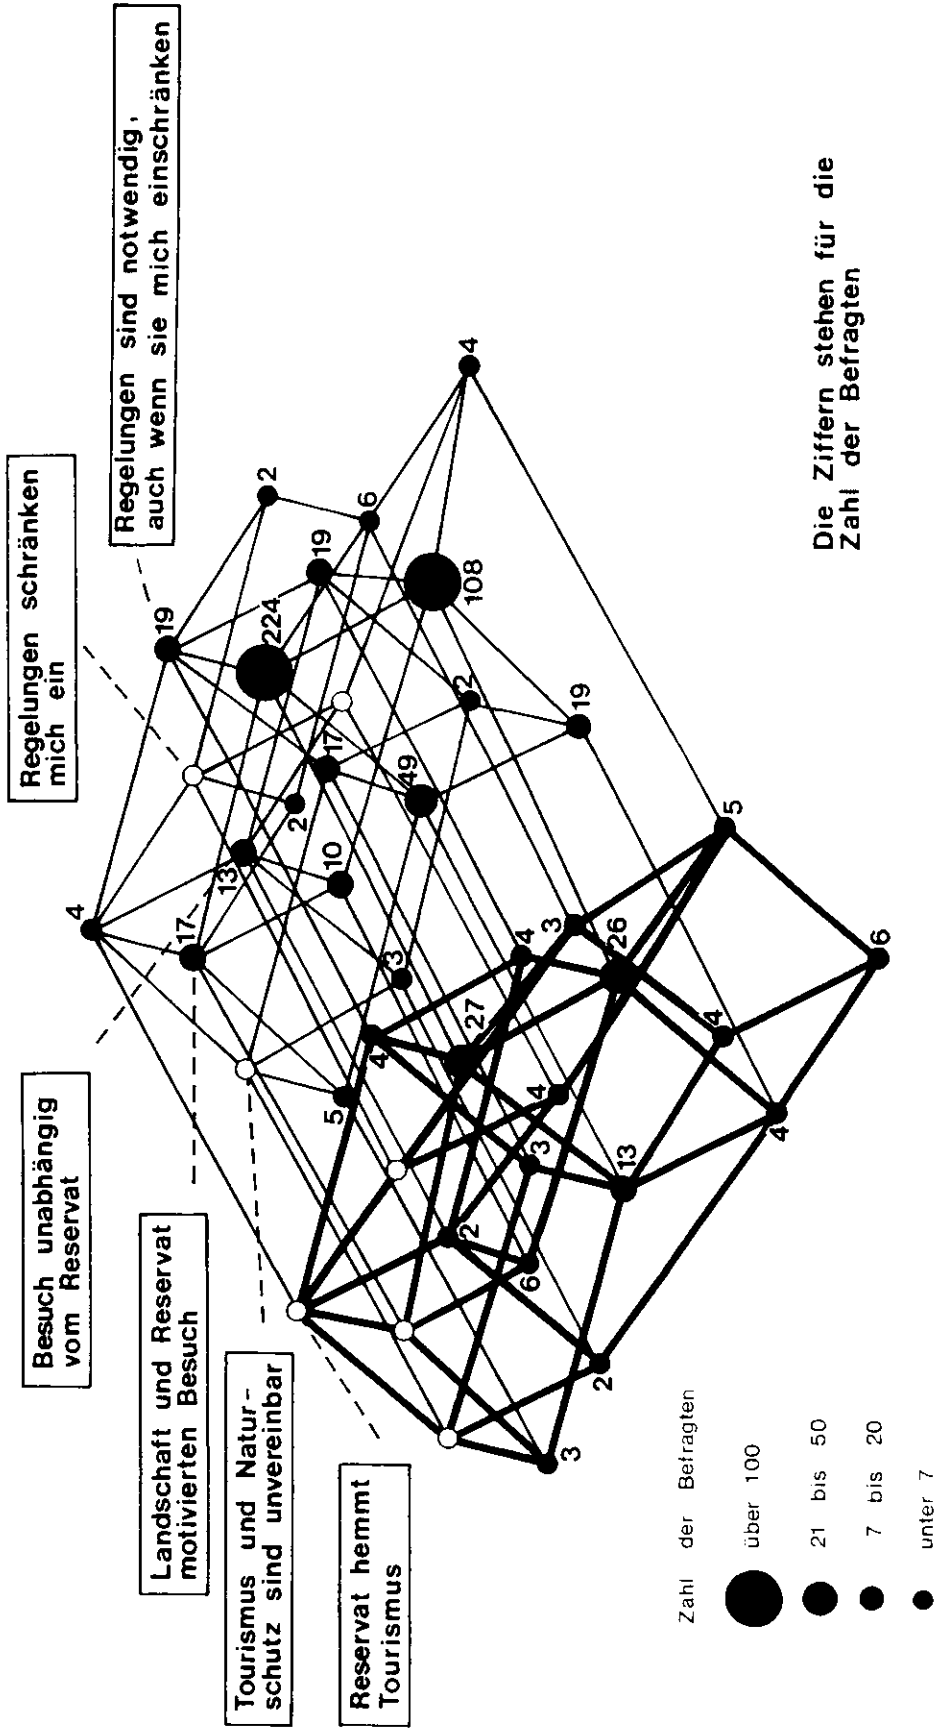 Regelungen schränken
mich ein
Besuch unabhängig
vom Reservat
Regelungen sind notwendig,
auch wenn sie mich einschränken
Landschaft und Reservat
motivierten Besuch
Tourismus und Natur-
schutz sind unvereinbar
Reservat hemmt
Tourismus
4
19
17
13
2
224
2
19
10
17
5
6
4
3
49
2
4
2
108
27
4
6
4
3
3
3
19
2
26
13
4
5
4
6
Zahl der Befragten
über 100
21 bis 50
7 bis 20
unter 7
Die Ziffern stehen für die
Zahl der Befragten